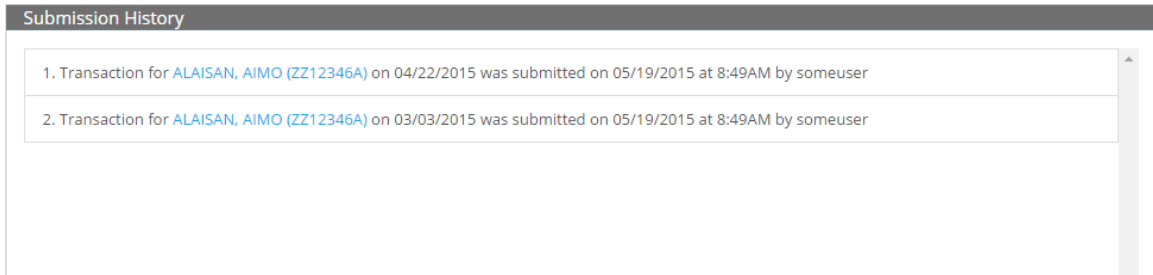 Submission History
1. Transaction for ALAISAN, AIMO (ZZ12346A) on 04/22/2015 was submitted on 05/19/2015 at 8:49AM by someuser
2. Transaction for ALAISAN, AIMO (ZZ12346A) on 03/03/2015 was submitted on 05/19/2015 at 8:49AM by someuser